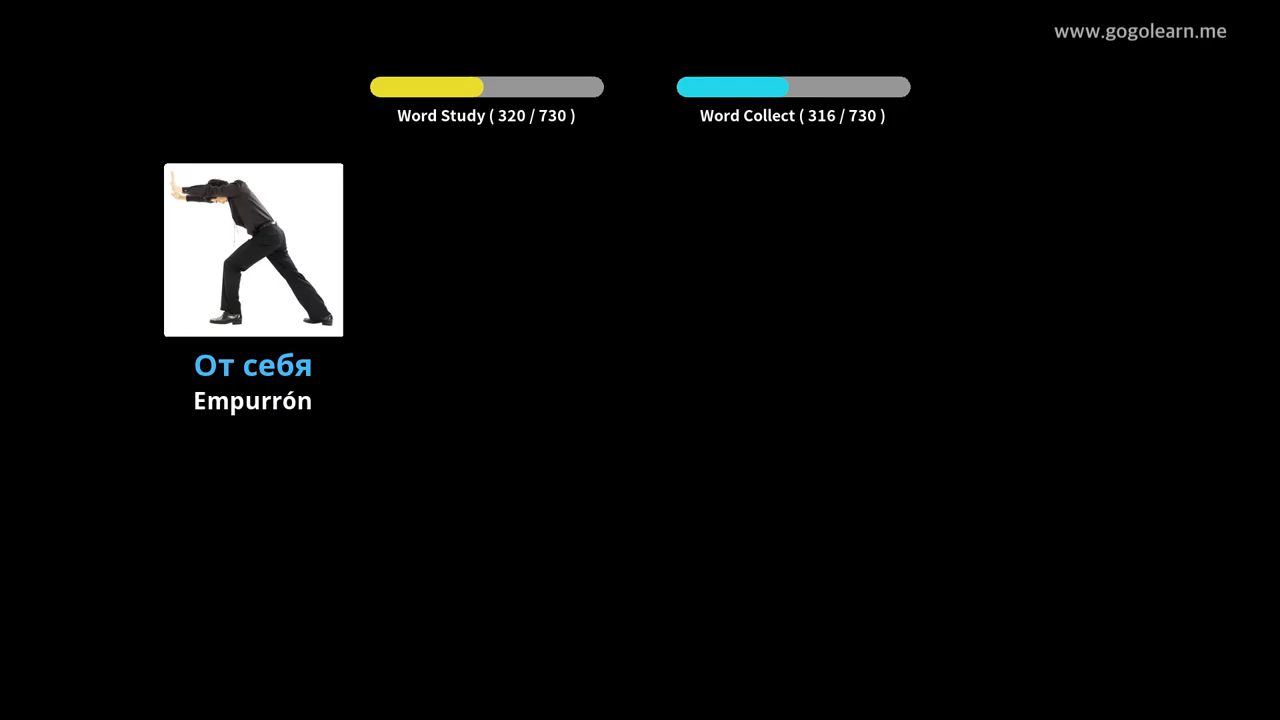 www.gogolearn.me
Word Study ( 320 / 730 )
Word Collect ( 316 / 730 )
От себя
Empurrón